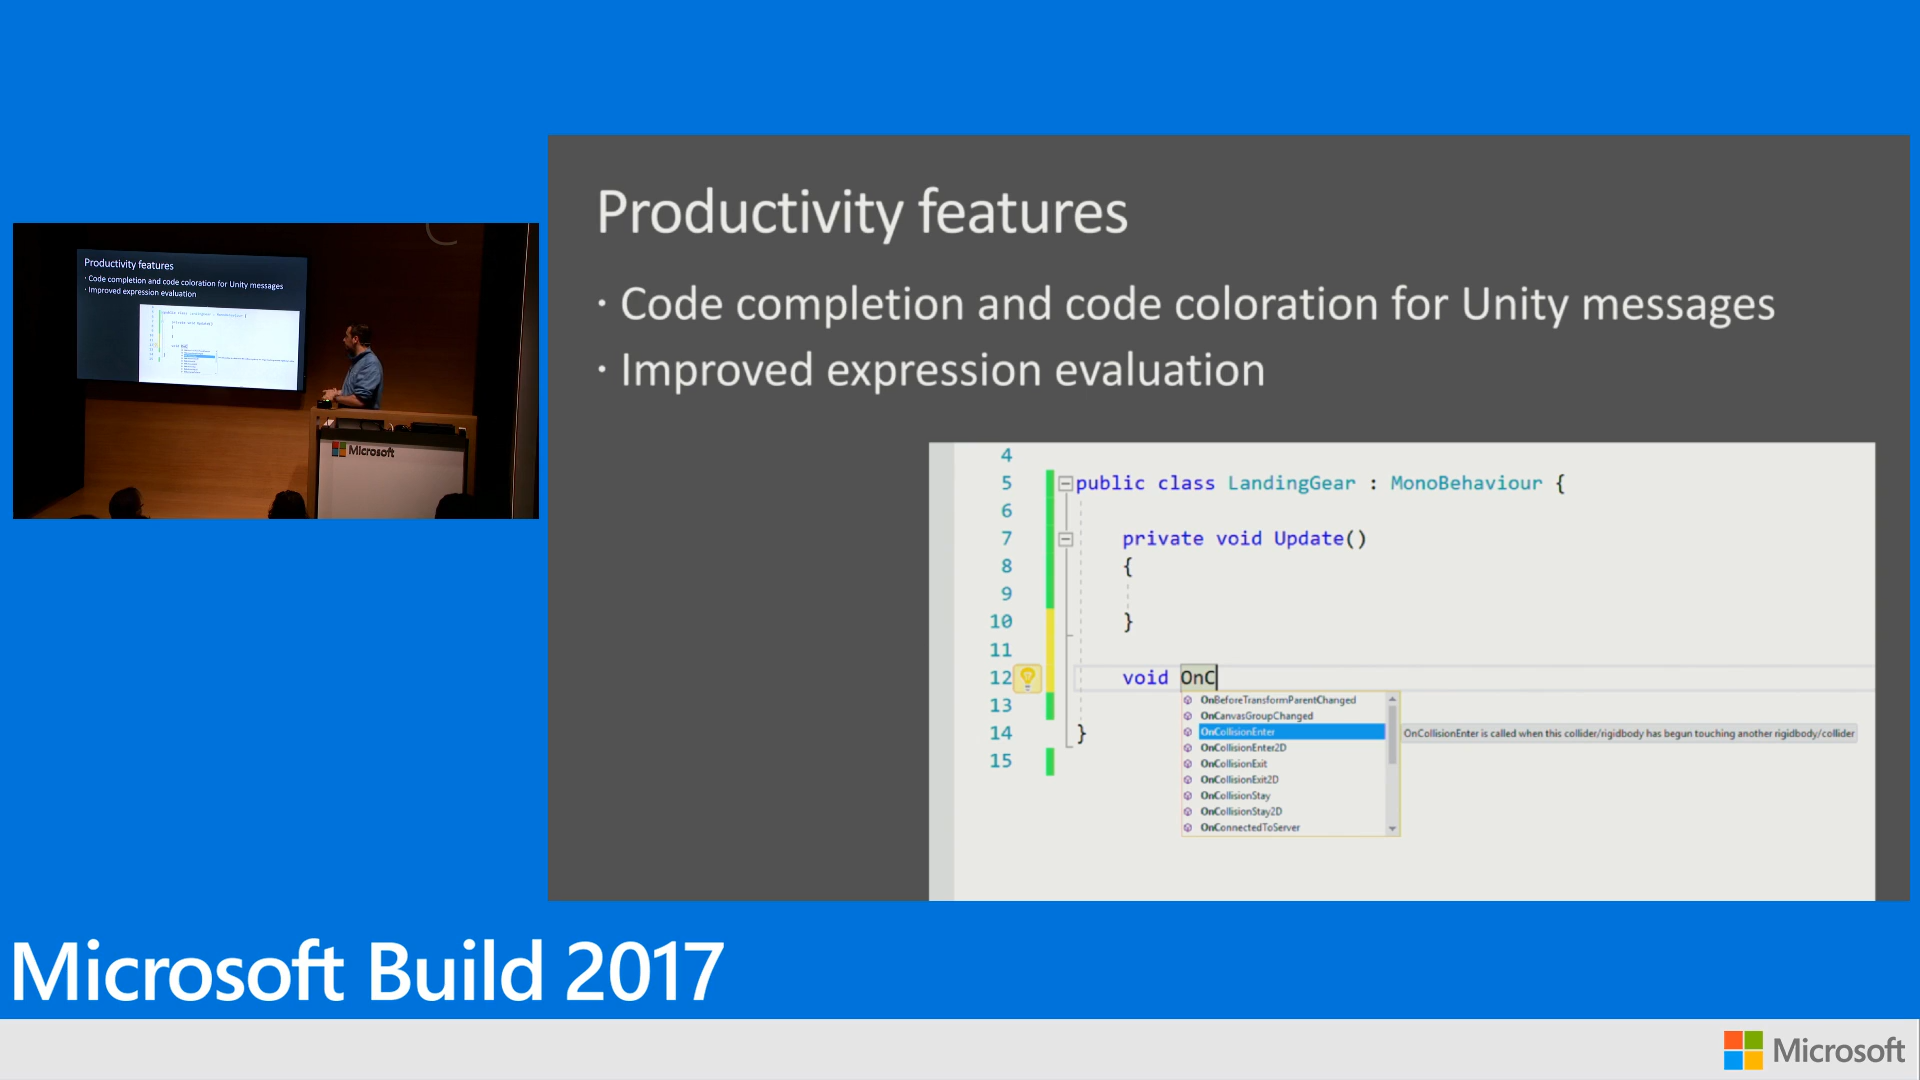 Productivity features
· Code completion and code coloration for Unity messages
· Improved expression evaluation
Microsoft
Productivity features
· Code completion and code coloration for Unity messages
· Improved expression evaluation
4
5 public class LandingGear : MonoBehaviour {
6
7 private void Update()
8 {
9
10 }
11
12 void OnC
13
14 }
15
OnBeforeTransformParentChanged
OnCanvasGroupChanged
OnCollisionEnter
OnCollisionEnter is called when this collider/rigidbody has begun touching another rigidbody/collider
OnCollisionEnter2D
OnCollisionExit
OnCollisionExit2D
OnCollisionStay
OnCollisionStay2D
OnConnectedToServer
Microsoft Build 2017
Microsoft